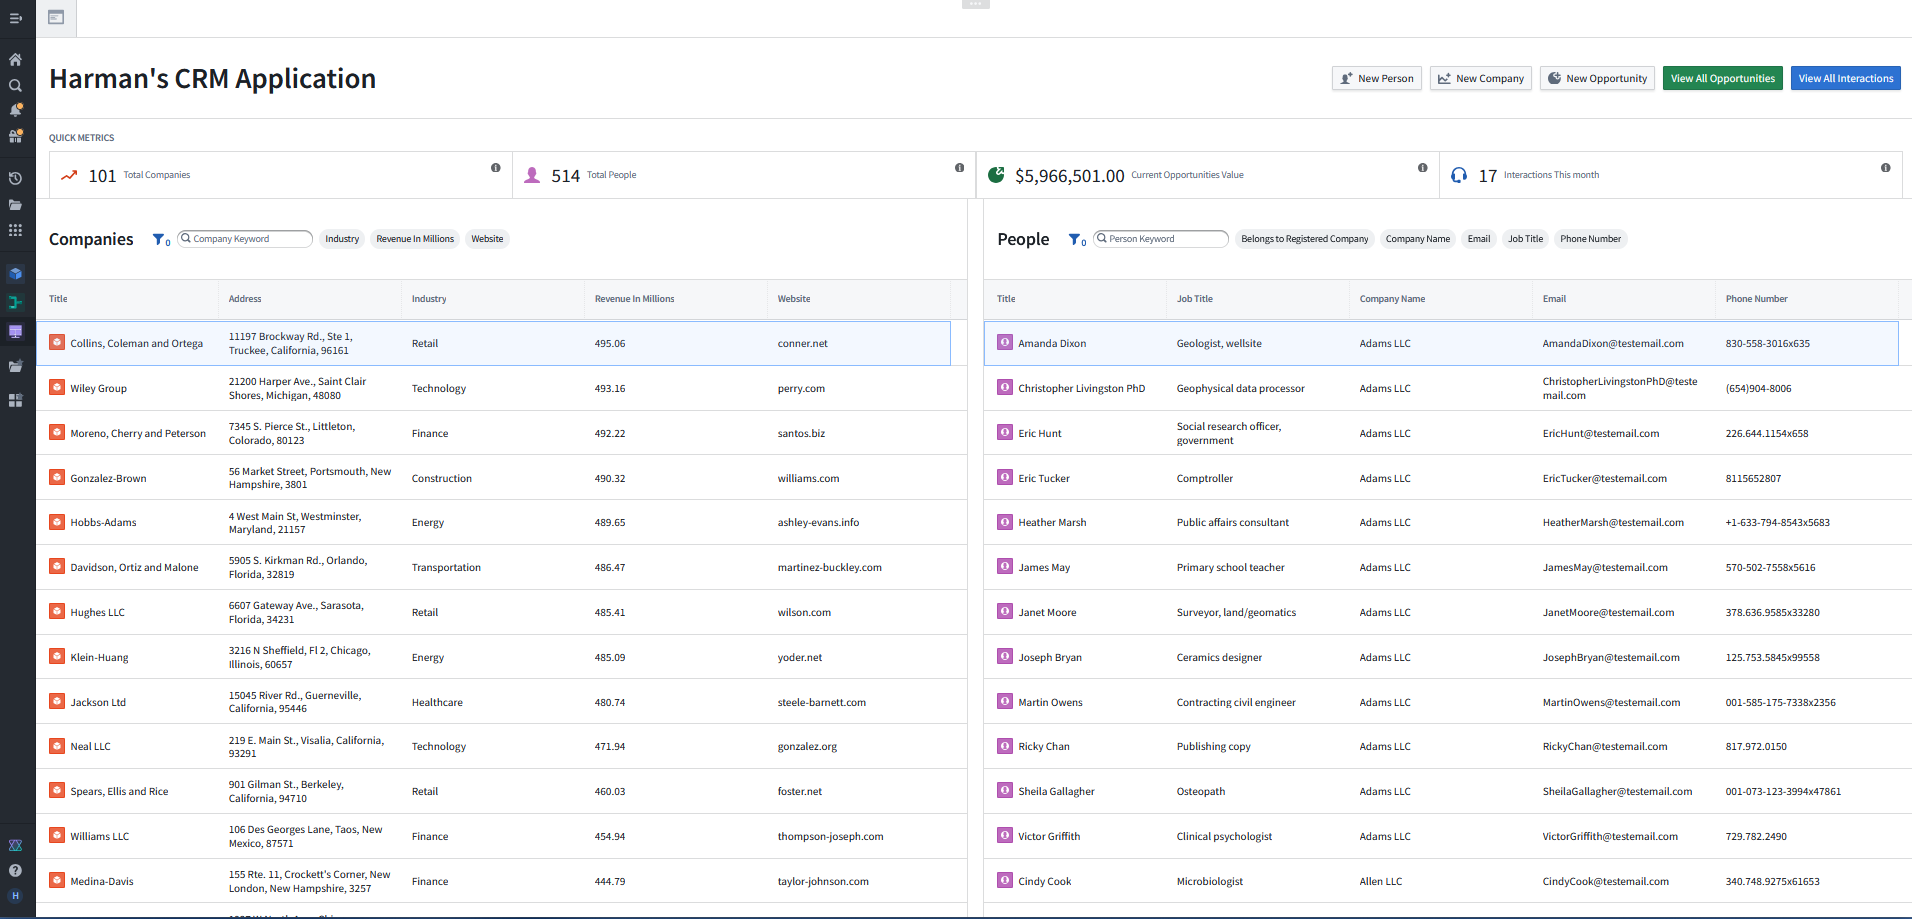 Harman's CRM Application
New Person
New Company
New Opportunity
View All Opportunities
View All Interactions
QUICK METRICS
101 Total Companies
514 Total People
$5,966,501.00 Current Opportunities Value
17 Interactions This month
Companies 0 Company Keyword Industry Revenue In Millions Website
Title Address Industry Revenue In Millions Website
Collins, Coleman and Ortega 11197 Brockway Rd., Ste 1, Truckee, California, 96161 Retail 495.06 conner.net
Wiley Group 21200 Harper Ave., Saint Clair Shores, Michigan, 48080 Technology 493.16 perry.com
Moreno, Cherry and Peterson 7345 S. Pierce St., Littleton, Colorado, 80123 Finance 492.22 santos.biz
Gonzalez-Brown 56 Market Street, Portsmouth, New Hampshire, 3801 Construction 490.32 williams.com
Hobbs-Adams 4 West Main St, Westminster, Maryland, 21157 Energy 489.65 ashley-evans.info
Davidson, Ortiz and Malone 5905 S. Kirkman Rd., Orlando, Florida, 32819 Transportation 486.47 martinez-buckley.com
Hughes LLC 6607 Gateway Ave., Sarasota, Florida, 34231 Retail 485.41 wilson.com
Klein-Huang 3216 N Sheffield, Fl 2, Chicago, Illinois, 60657 Energy 485.09 yoder.net
Jackson Ltd 15045 River Rd., Guerneville, California, 95446 Healthcare 480.74 steele-barnett.com
Neal LLC 219 E. Main St., Visalia, California, 93291 Technology 471.94 gonzalez.org
Spears, Ellis and Rice 901 Gilman St., Berkeley, California, 94710 Retail 460.03 foster.net
Williams LLC 106 Des Georges Lane, Taos, New Mexico, 87571 Finance 454.94 thompson-joseph.com
Medina-Davis 155 Rte. 11, Crockett's Corner, New London, New Hampshire, 3257 Finance 444.79 taylor-johnson.com
People 0 Person Keyword Belongs to Registered Company Company Name Email Job Title Phone Number
Title Job Title Company Name Email Phone Number
Amanda Dixon Geologist, wellsite Adams LLC AmandaDixon@testemail.com 830-558-3016x635
Christopher Livingston PhD Geophysical data processor Adams LLC ChristopherLivingstonPhD@testemail.com (654)904-8006
Eric Hunt Social research officer, government Adams LLC EricHunt@testemail.com 226.644.1154x658
Eric Tucker Comptroller Adams LLC EricTucker@testemail.com 8115652807
Heather Marsh Public affairs consultant Adams LLC HeatherMarsh@testemail.com +1-633-794-8543x5683
James May Primary school teacher Adams LLC JamesMay@testemail.com 570-502-7558x5616
Janet Moore Surveyor, land/geomatics Adams LLC JanetMoore@testemail.com 378.636.9585x33280
Joseph Bryan Ceramics designer Adams LLC JosephBryan@testemail.com 125.753.5845x99558
Martin Owens Contracting civil engineer Adams LLC MartinOwens@testemail.com 001-585-175-7338x2356
Ricky Chan Publishing copy Adams LLC RickyChan@testemail.com 817.972.0150
Sheila Gallagher Osteopath Adams LLC SheilaGallagher@testemail.com 001-073-123-3994x47861
Victor Griffith Clinical psychologist Adams LLC VictorGriffith@testemail.com 729.782.2490
Cindy Cook Microbiologist Allen LLC CindyCook@testemail.com 340.748.9275x61653
H